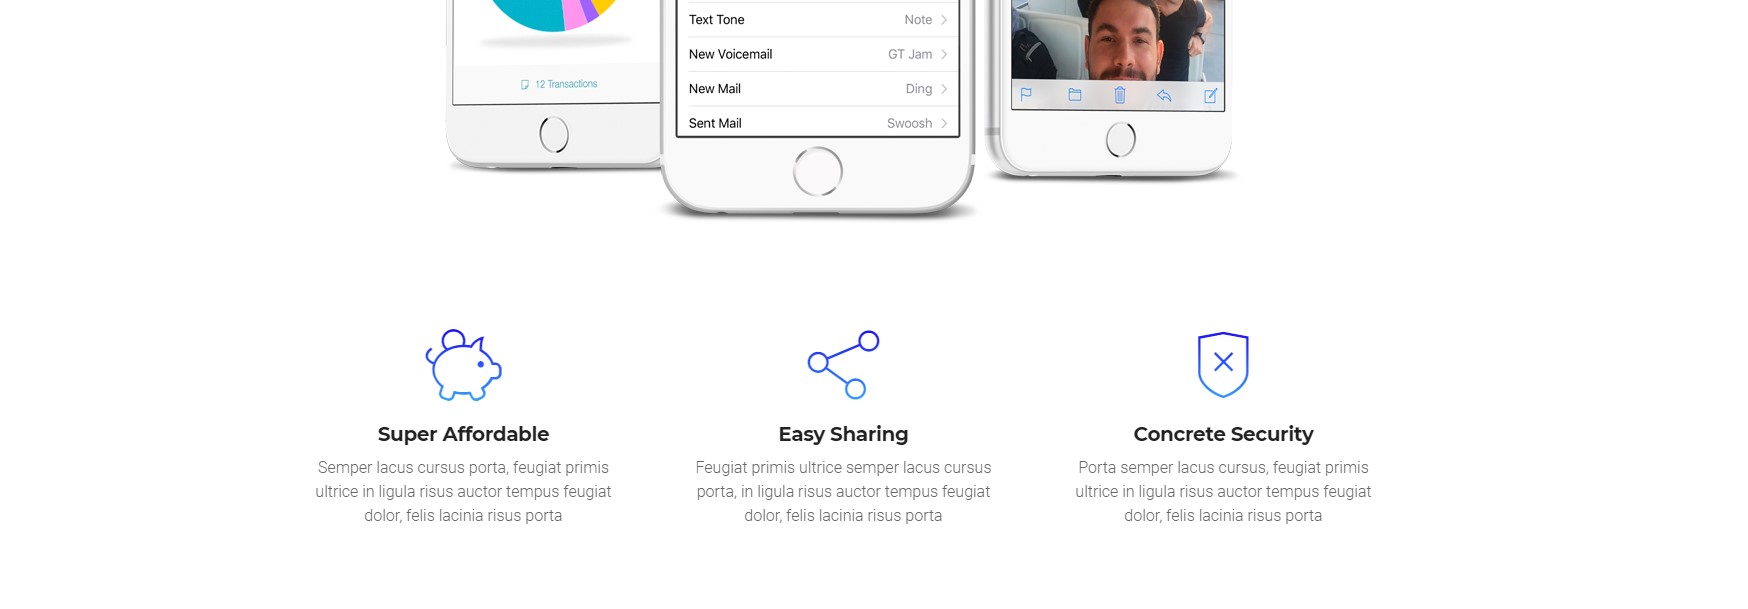 12 Transactions
Text Tone Note
New Voicemail GT Jam
New Mail Ding
Sent Mail Swoosh
Super Affordable
Semper lacus cursus porta, feugiat primis
ultrice in ligula risus auctor tempus feugiat
dolor, felis lacinia risus porta
Easy Sharing
Feugiat primis ultrice semper lacus cursus
porta, in ligula risus auctor tempus feugiat
dolor, felis lacinia risus porta
Concrete Security
Porta semper lacus cursus, feugiat primis
ultrice in ligula risus auctor tempus feugiat
dolor, felis lacinia risus porta